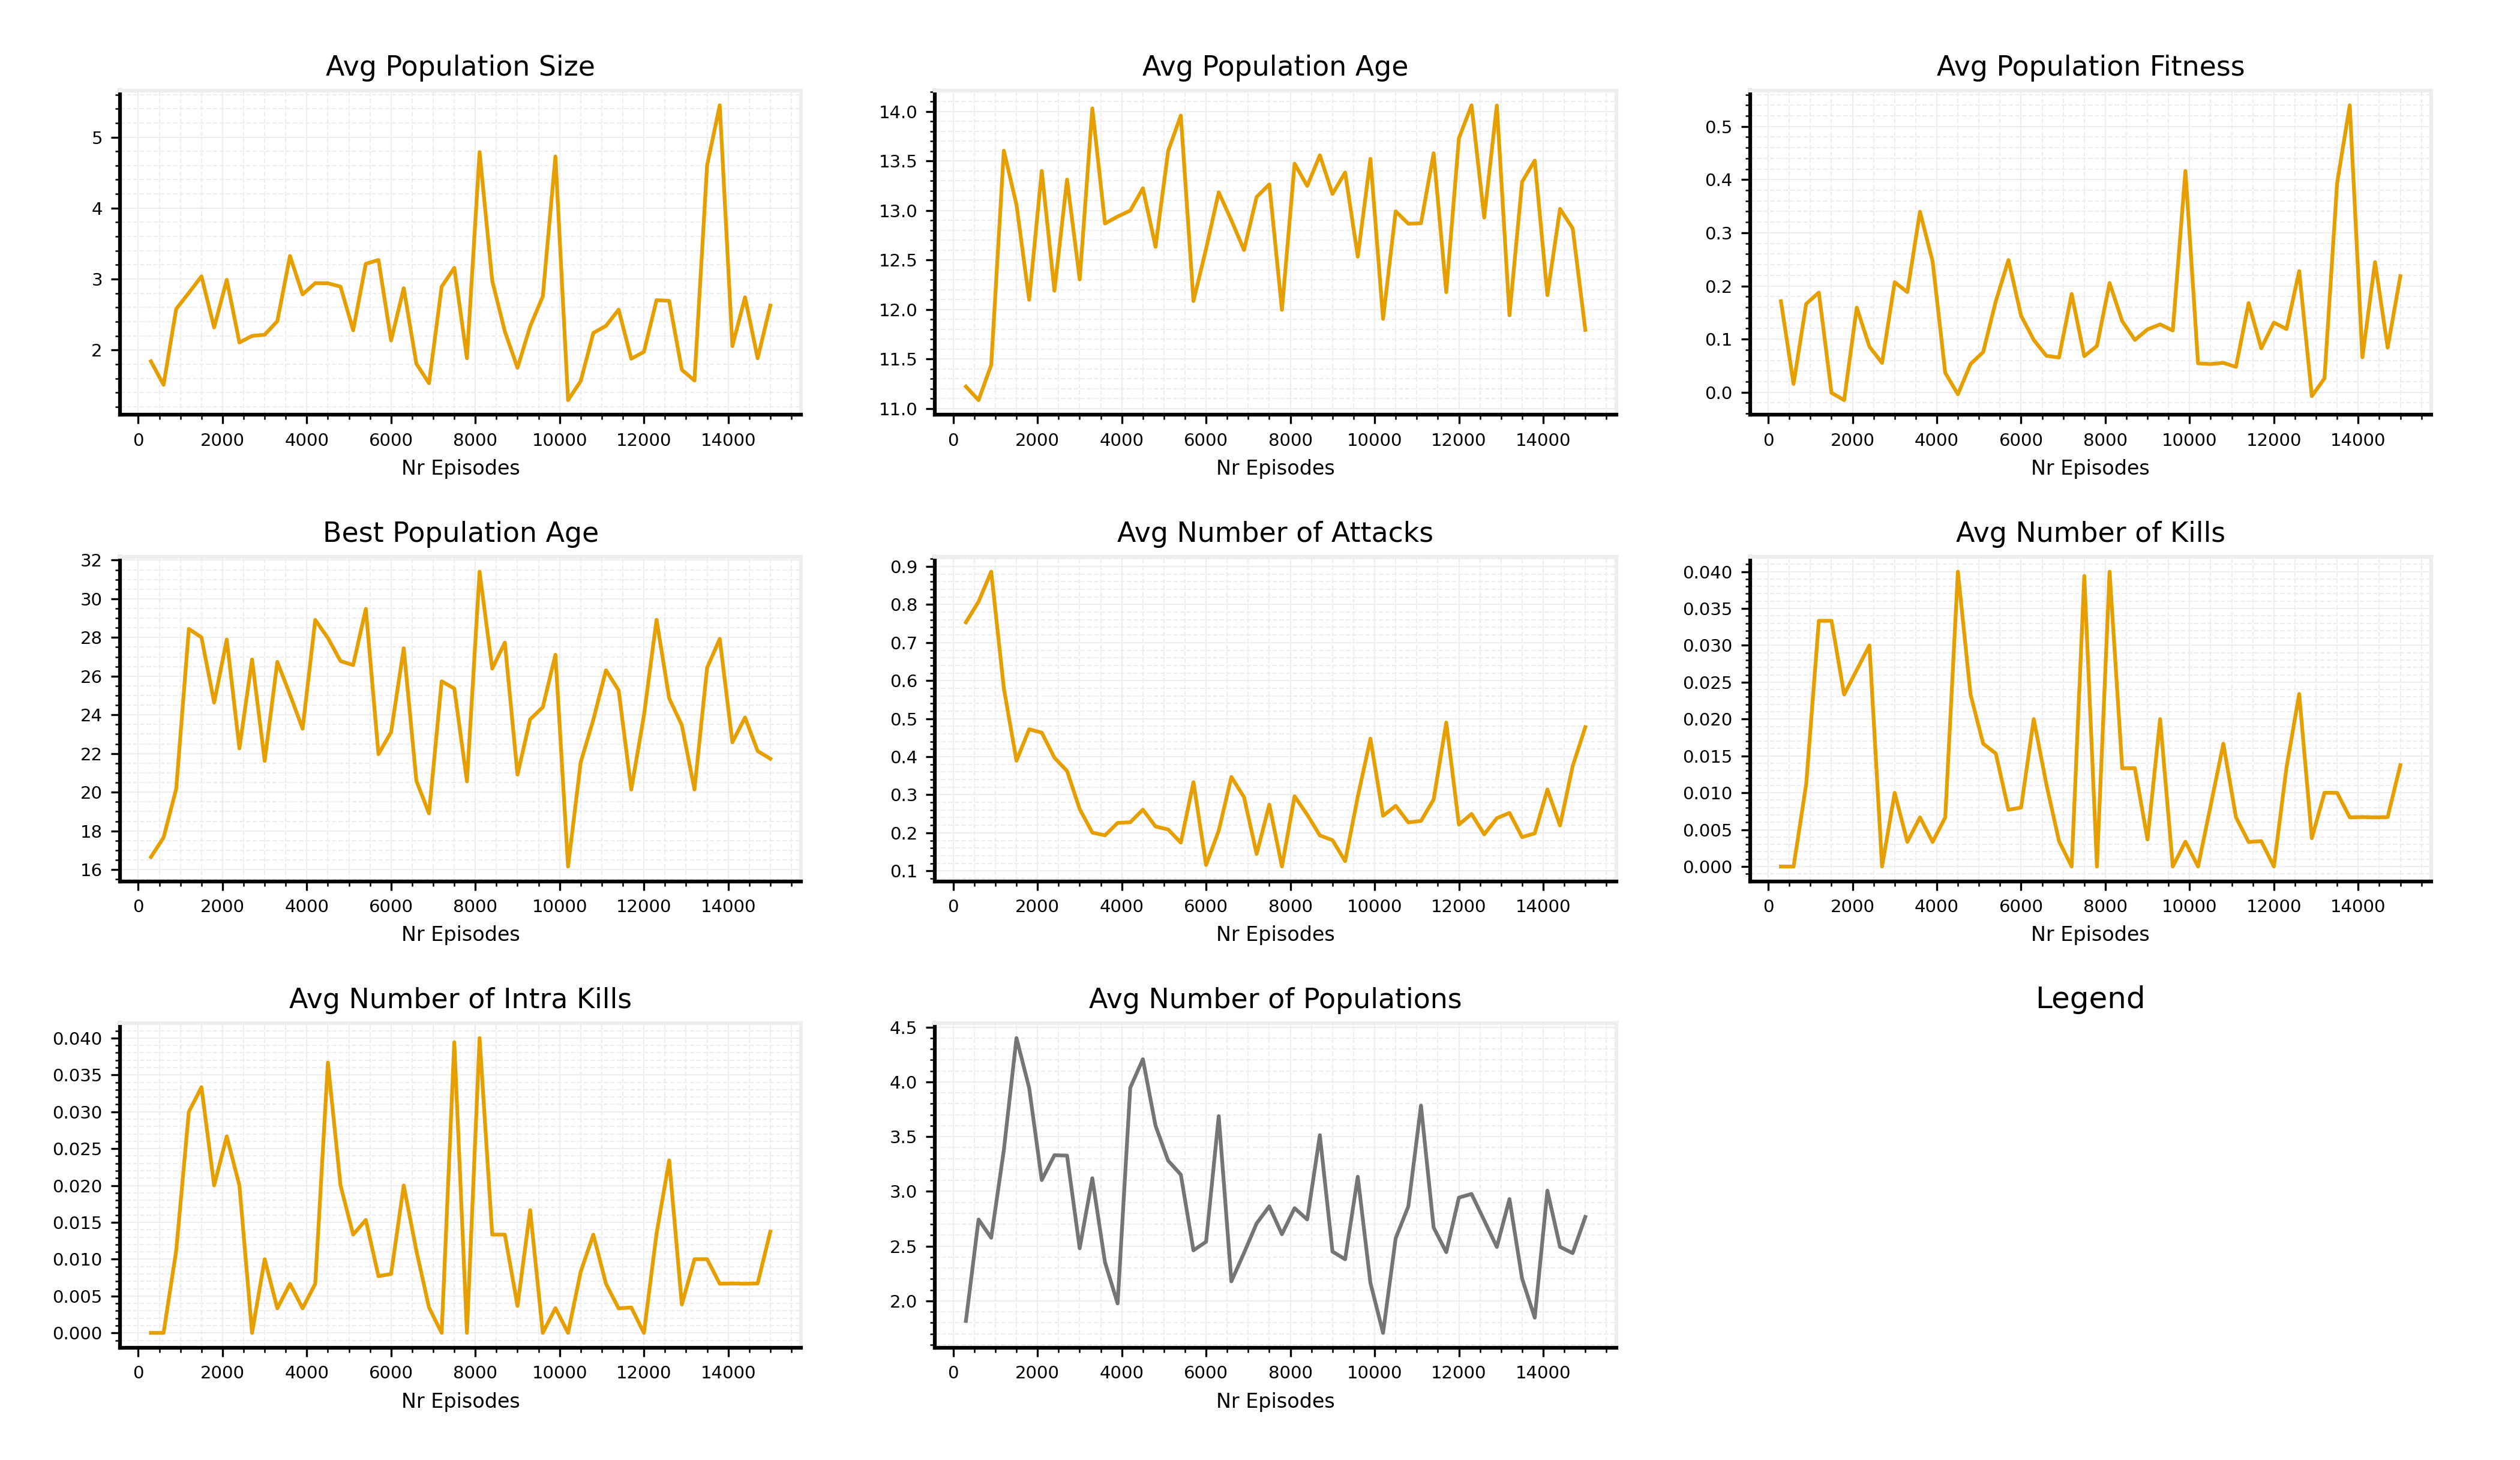 Avg Population Size
5
4
3
2
0 2000 4000 6000 8000 10000 12000 14000
Nr Episodes
Avg Population Age
14.0
13.5
13.0
12.5
12.0
11.5
11.0
0 2000 4000 6000 8000 10000 12000 14000
Nr Episodes
Avg Population Fitness
0.5
0.4
0.3
0.2
0.1
0.0
0 2000 4000 6000 8000 10000 12000 14000
Nr Episodes
Best Population Age
32
30
28
26
24
22
20
18
16
0 2000 4000 6000 8000 10000 12000 14000
Nr Episodes
Avg Number of Attacks
0.9
0.8
0.7
0.6
0.5
0.4
0.3
0.2
0.1
0 2000 4000 6000 8000 10000 12000 14000
Nr Episodes
Avg Number of Kills
0.040
0.035
0.030
0.025
0.020
0.015
0.010
0.005
0.000
0 2000 4000 6000 8000 10000 12000 14000
Nr Episodes
Avg Number of Intra Kills
0.040
0.035
0.030
0.025
0.020
0.015
0.010
0.005
0.000
0 2000 4000 6000 8000 10000 12000 14000
Nr Episodes
Avg Number of Populations
4.5
4.0
3.5
3.0
2.5
2.0
0 2000 4000 6000 8000 10000 12000 14000
Nr Episodes
Legend